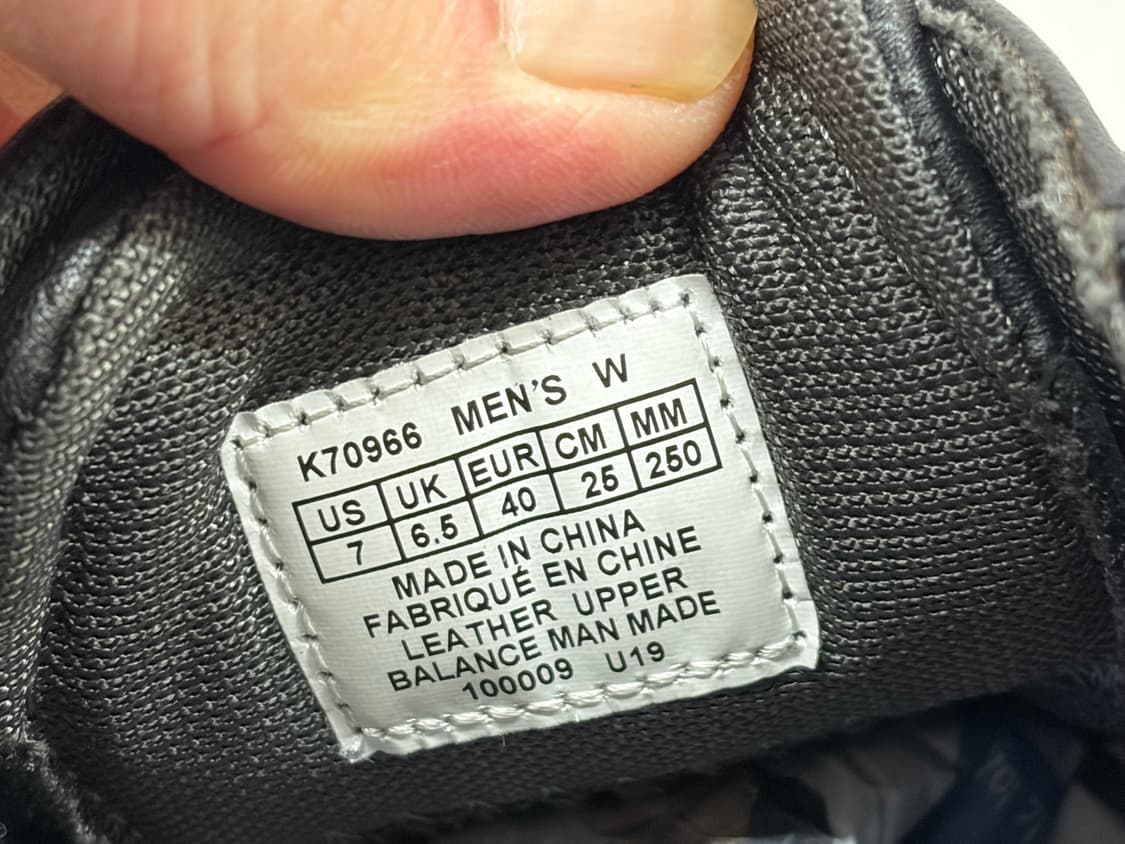 K70966 MEN'S W
US UK EUR CM MM
7 6.5 40 25 250
MADE IN CHINA
FABRIQUÉ EN CHINE
LEATHER UPPER
BALANCE MAN MADE
100009 U19